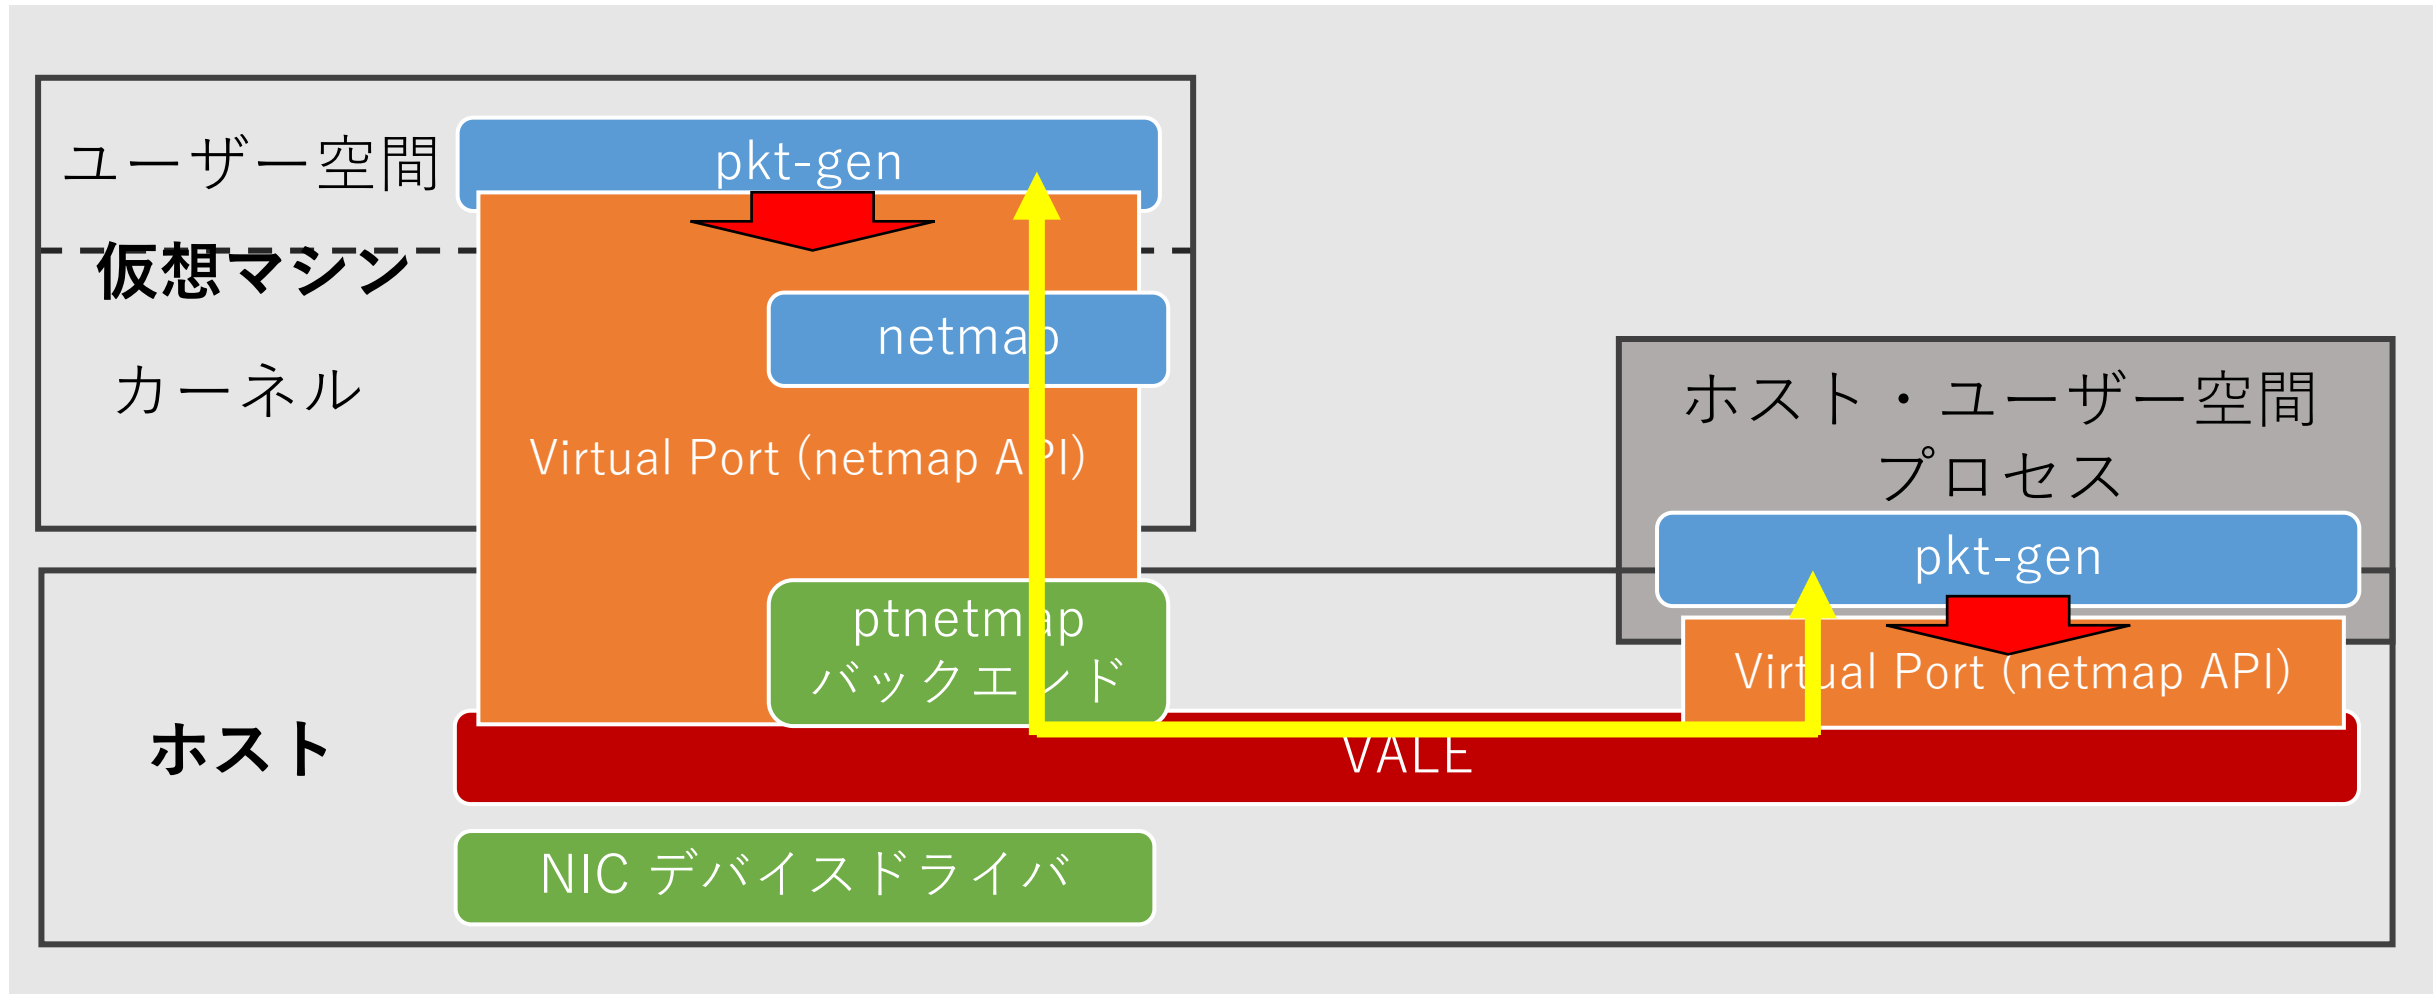 ユーザー空間
pkt-gen
仮想マシン
netmap
カーネル
Virtual Port (netmap API)
ホスト・ユーザー空間
プロセス
pkt-gen
ptnetmap
バックエンド
Virtual Port (netmap API)
ホスト
VALE
NIC デバイスドライバ